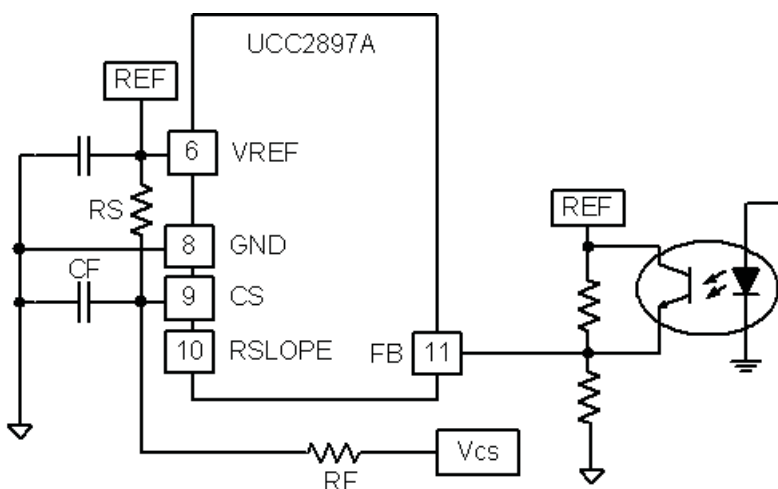 UCC2897A
REF
6 VREF
RS
REF
8 GND
CF
9 CS
10 RSLOPE
FB 11
Vcs
RF